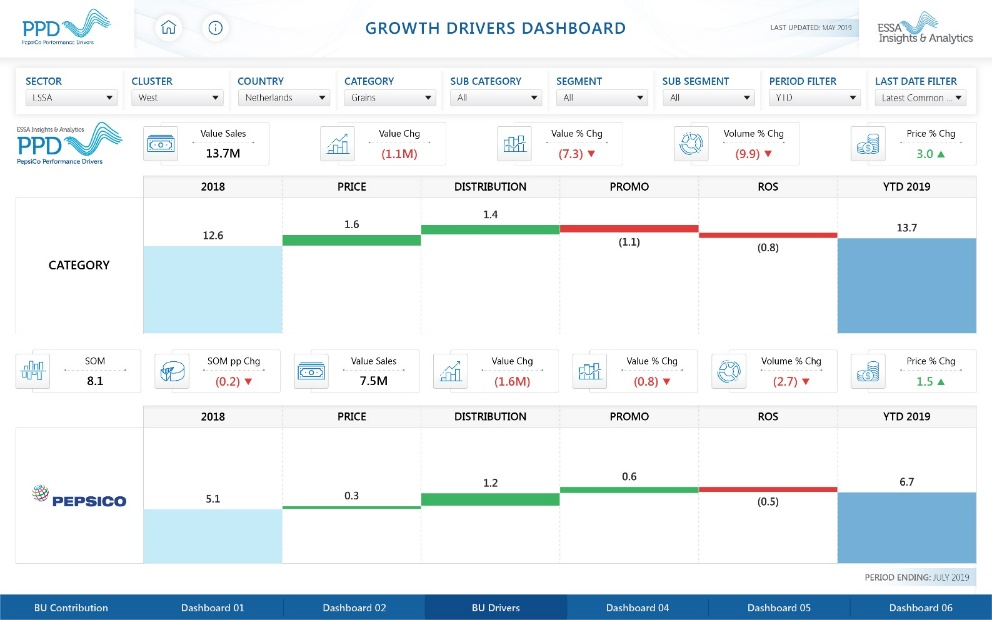 PPD
PepsiCo Performance Drivers
GROWTH DRIVERS DASHBOARD
LAST UPDATED: MAY 2019
ESSA
Insights & Analytics
SECTOR CLUSTER COUNTRY CATEGORY SUB CATEGORY SEGMENT SUB SEGMENT PERIOD FILTER LAST DATE FILTER
ESSA West Netherlands Grains All All All YTD Latest Common ...
ESSA Insights & Analytics
PPD
PepsiCo Performance Drivers
Value Sales Value Chg Value % Chg Volume % Chg Price % Chg
13.7M (1.1M) (7.3) ▼ (9.9) ▼ 3.0 ▲
2018 PRICE DISTRIBUTION PROMO ROS YTD 2019
CATEGORY
12.6 1.6 1.4 (1.1) (0.8) 13.7
SOM SOM pp Chg Value Sales Value Chg Value % Chg Volume % Chg Price % Chg
8.1 (0.2) ▼ 7.5M (1.6M) (0.8) ▼ (2.7) ▼ 1.5 ▲
2018 PRICE DISTRIBUTION PROMO ROS YTD 2019
PEPSICO
5.1 0.3 1.2 0.6 (0.5) 6.7
PERIOD ENDING: JULY 2019
BU Contribution Dashboard 01 Dashboard 02 BU Drivers Dashboard 04 Dashboard 05 Dashboard 06